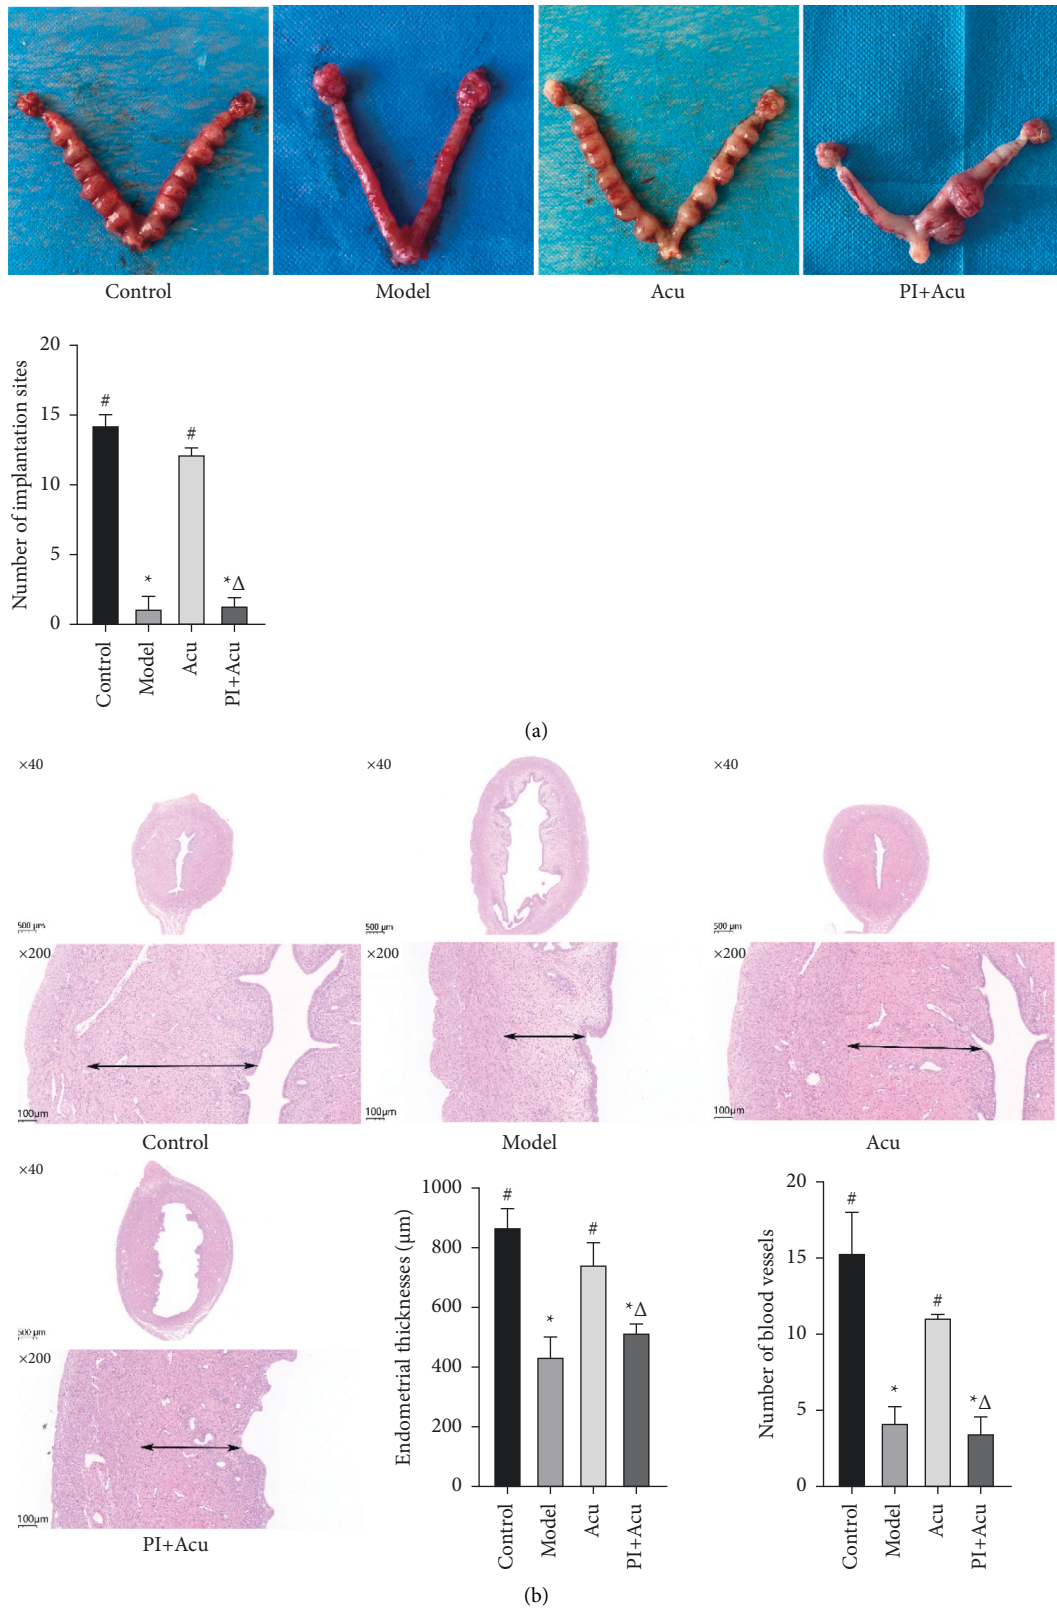 Control
Model
Acu
PI+Acu
Number of implantation sites
20
15
10
5
0
#
*
#
*Δ
Control
Model
Acu
PI+Acu
(a)
×40
500 μm
×200
100μm
Control
×40
500 μm
×200
100μm
Model
×40
500 μm
×200
100μm
Acu
×40
500 μm
×200
100μm
PI+Acu
Endometrial thicknesses (μm)
1000
800
600
400
200
0
#
*
#
*Δ
Control
Model
Acu
PI+Acu
Number of blood vessels
20
15
10
5
0
#
*
#
*Δ
Control
Model
Acu
PI+Acu
(b)